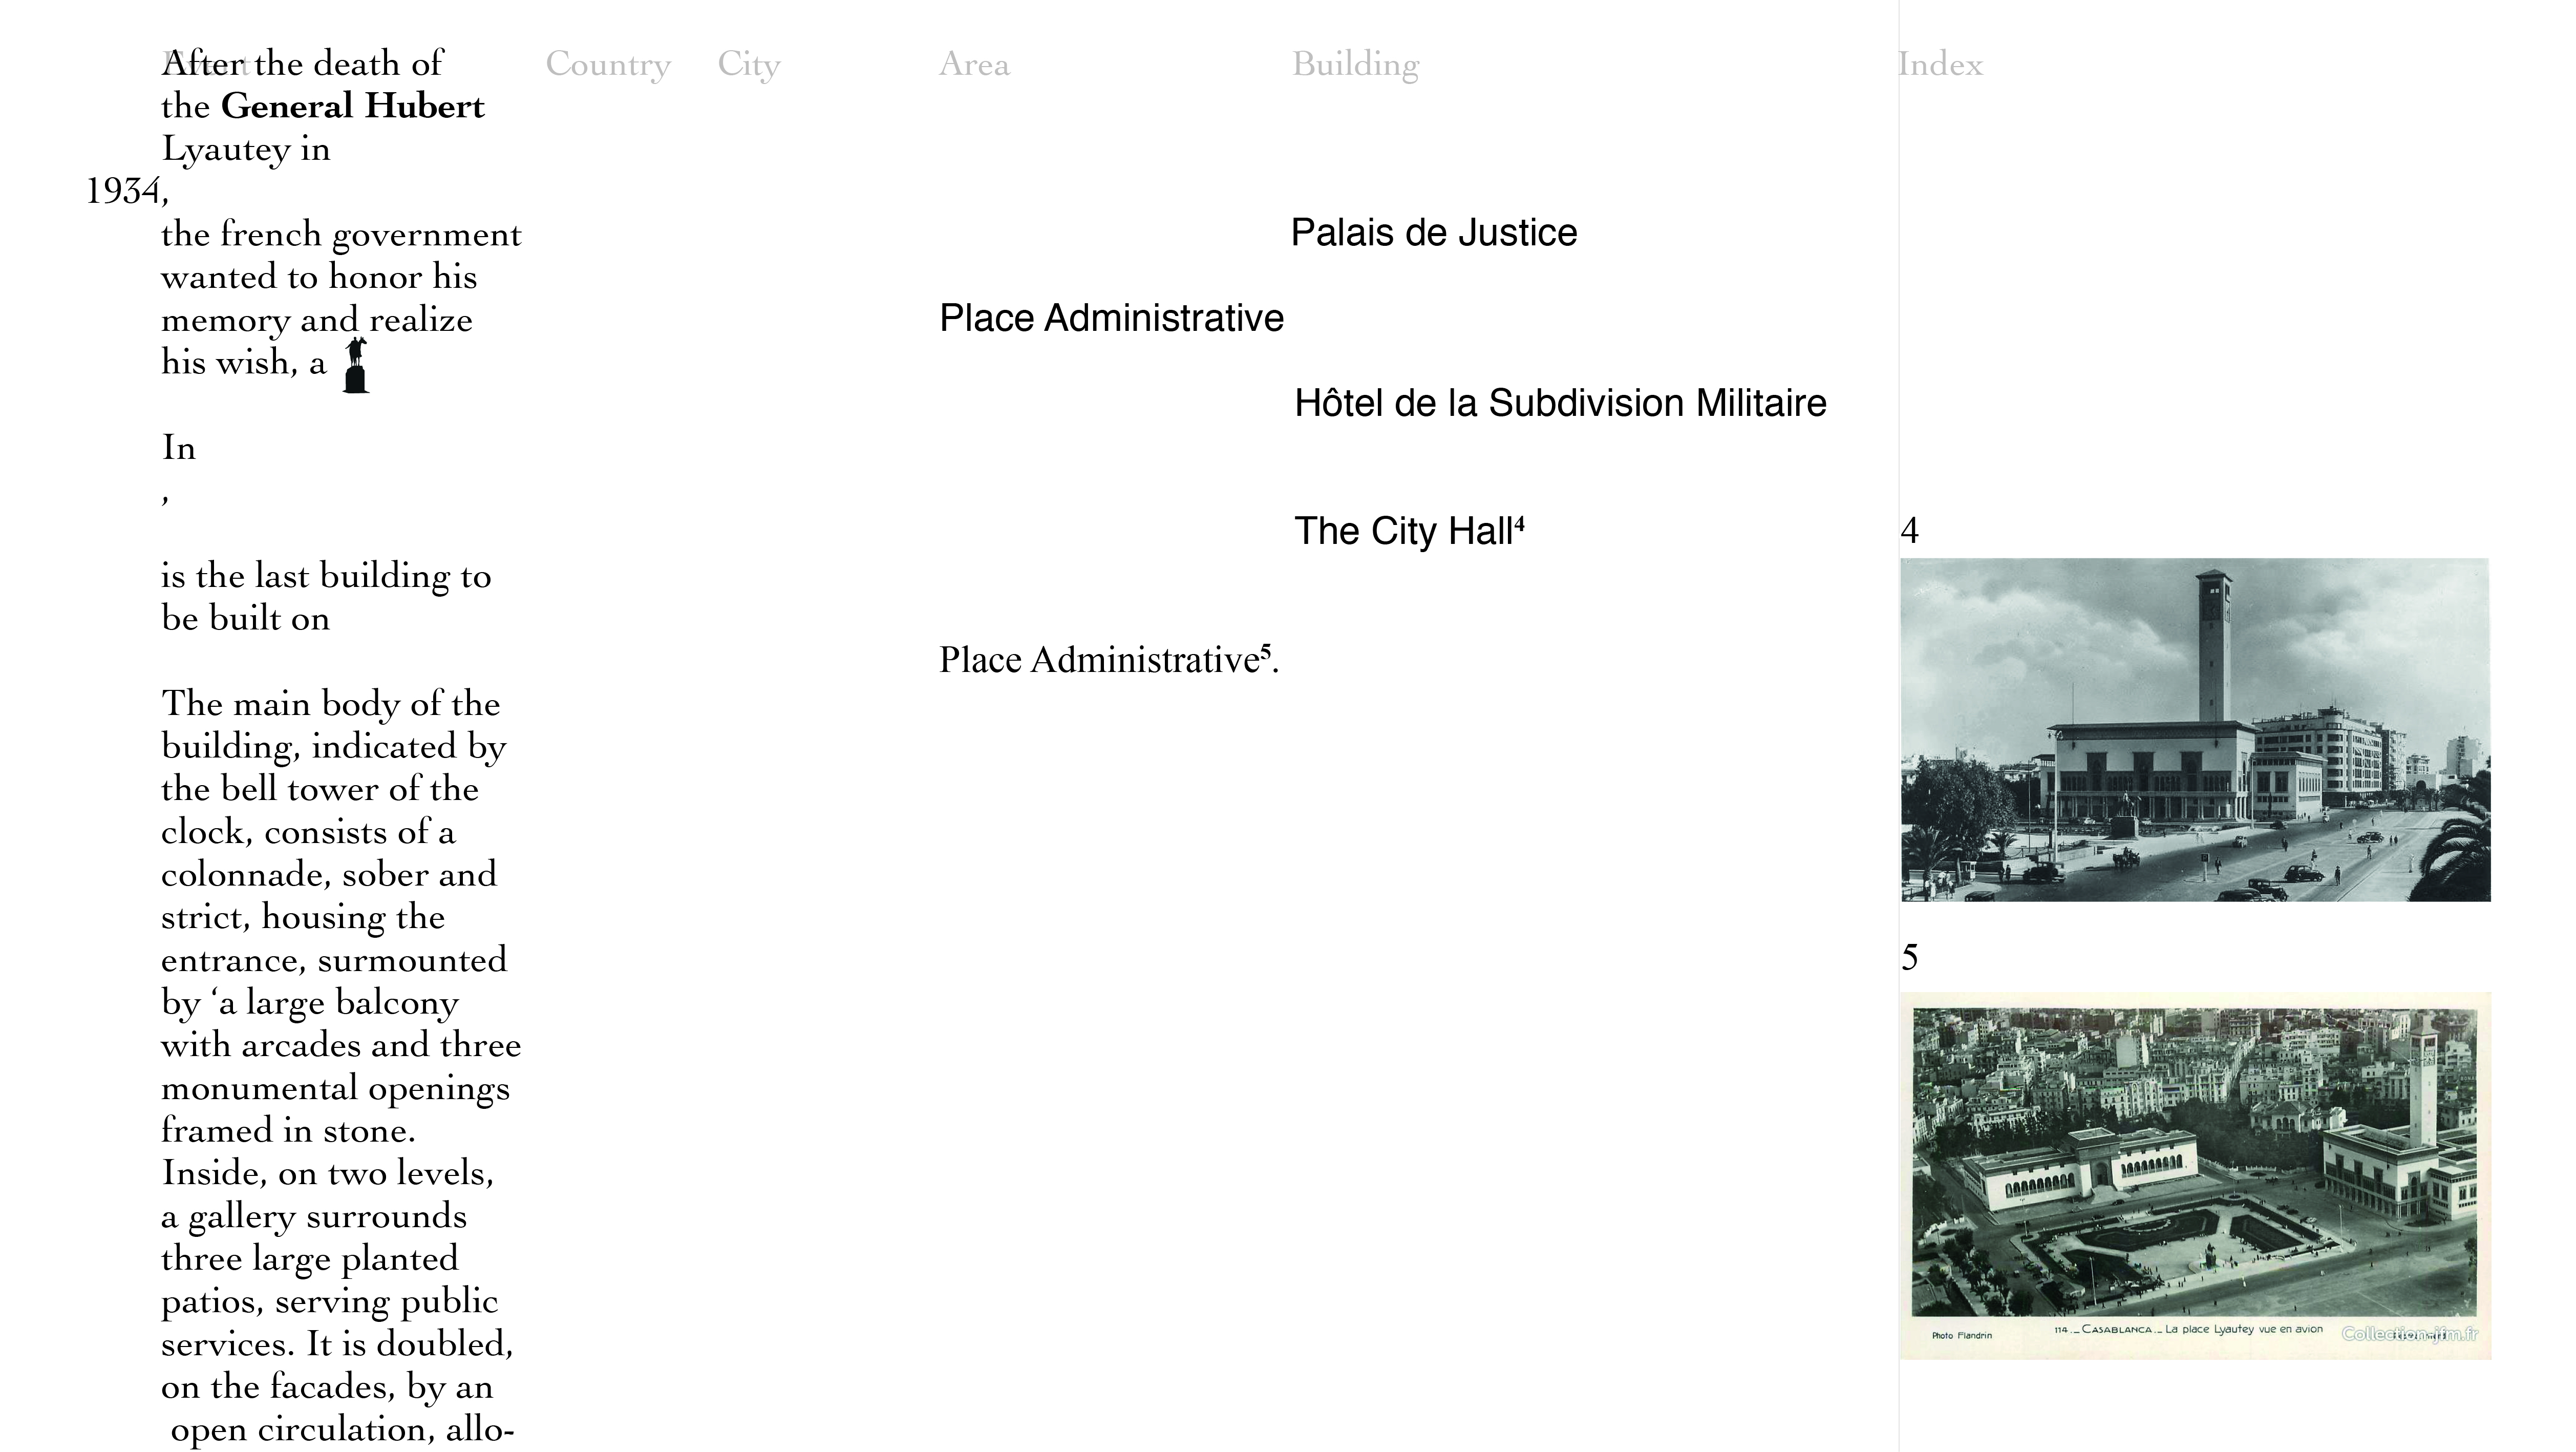 Event
Country
City
Area
Building
Index
After the death of
the General Hubert
Lyautey in
1934,
the french government
wanted to honor his
memory and realize
his wish, a
In
,
is the last building to
be built on
The main body of the
building, indicated by
the bell tower of the
clock, consists of a
colonnade, sober and
strict, housing the
entrance, surmounted
by ‘a large balcony
with arcades and three
monumental openings
framed in stone.
Inside, on two levels,
a gallery surrounds
three large planted
patios, serving public
services. It is doubled,
on the facades, by an
open circulation, allo-
Palais de Justice
Place Administrative
Hôtel de la Subdivision Militaire
The City Hall⁴
Place Administrative⁵.
4
5
Photo Flandrin
114._CASABLANCA._ La place Lyautey vue en avion
Collection-jfm.fr